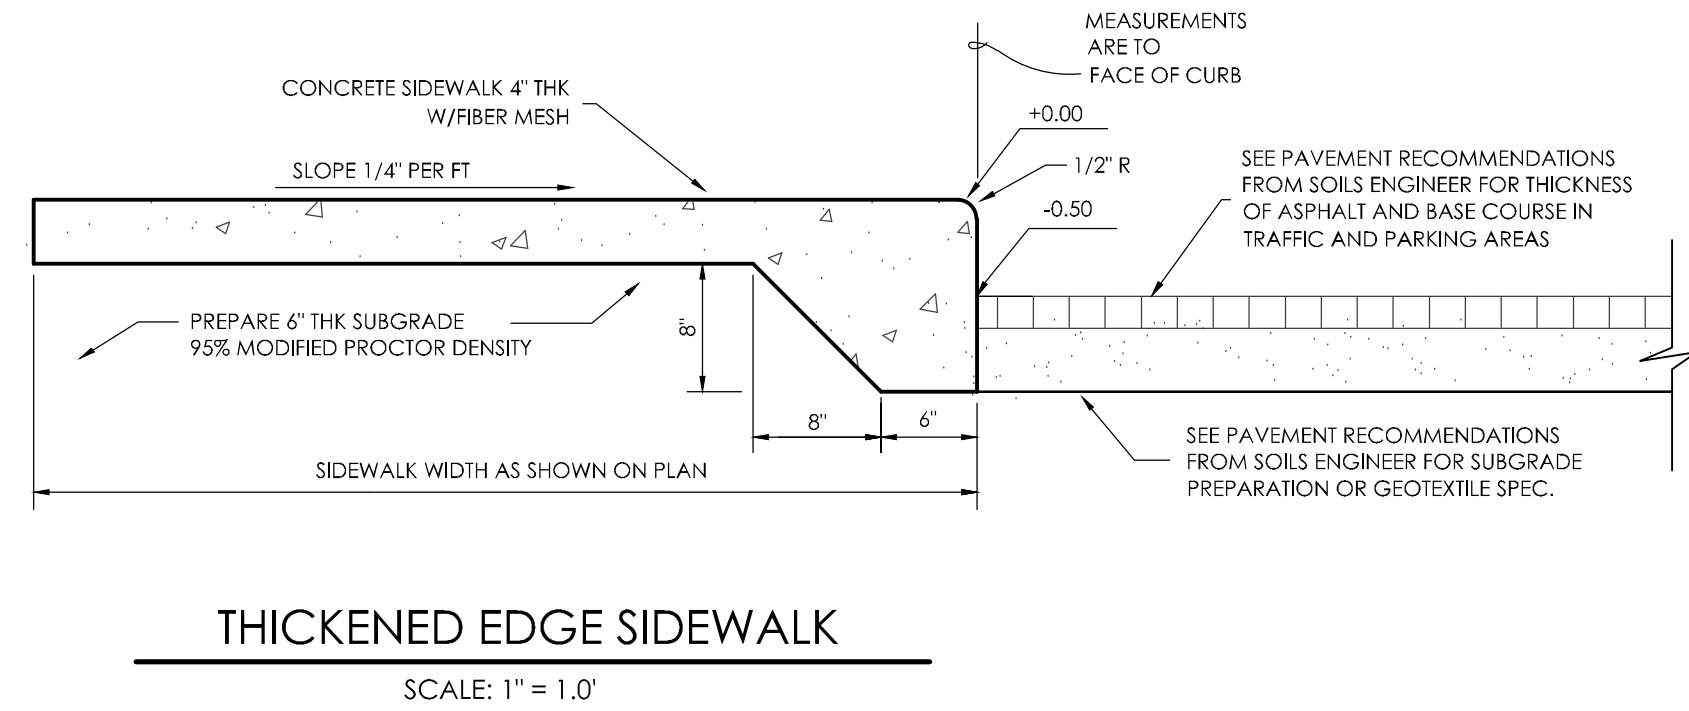 MEASUREMENTS
ARE TO
FACE OF CURB
CONCRETE SIDEWALK 4" THK
W/FIBER MESH
+0.00
SLOPE 1/4" PER FT
1/2" R
SEE PAVEMENT RECOMMENDATIONS
FROM SOILS ENGINEER FOR THICKNESS
OF ASPHALT AND BASE COURSE IN
TRAFFIC AND PARKING AREAS
-0.50
PREPARE 6" THK SUBGRADE
95% MODIFIED PROCTOR DENSITY
8"
8"
6"
SEE PAVEMENT RECOMMENDATIONS
FROM SOILS ENGINEER FOR SUBGRADE
PREPARATION OR GEOTEXTILE SPEC.
SIDEWALK WIDTH AS SHOWN ON PLAN
THICKENED EDGE SIDEWALK
SCALE: 1" = 1.0'